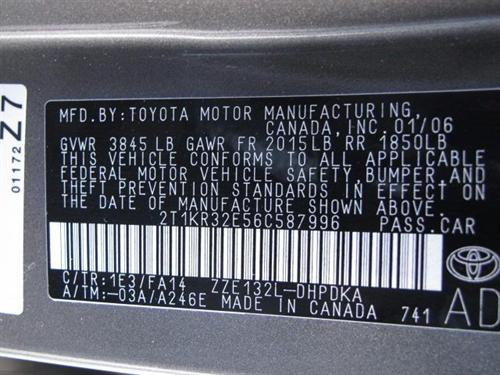 Z7
01172
MFD.BY:TOYOTA MOTOR MANUFACTURING,
CANADA, INC. 01/06
GVWR 3845LB GAWR FR 2015LB RR 1850LB
THIS VEHICLE CONFORMS TO ALL APPLICABLE
FEDERAL MOTOR VEHICLE SAFETY, BUMPER AND
THEFT PREVENTION STANDARDS IN EFFECT ON
THE DATE OF MANUFACTURE SHOWN ABOVE.
2T1KR32E56C587996 PASS.CAR
C/TR:1E3/FA14 ZZE132L-DHPDKA
A/TM:-03A/A246E MADE IN CANADA 741
TOYOTA
AD